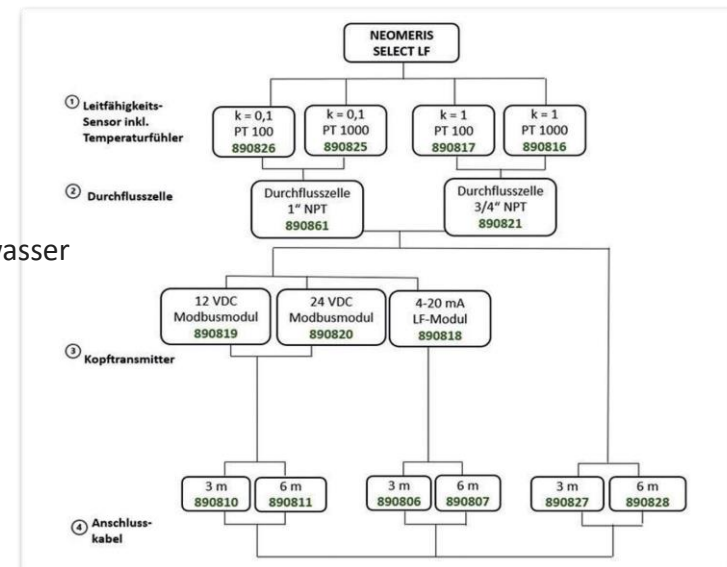 NEOMERIS
SELECT LF
① Leitfähigkeits-
Sensor inkl.
Temperaturfühler
k = 0,1
PT 100
890826
k = 0,1
PT 1000
890825
k = 1
PT 100
890817
k = 1
PT 1000
890816
② Durchflusszelle
Durchflusszelle
1“ NPT
890861
Durchflusszelle
3/4“ NPT
890821
wasser
12 VDC
Modbusmodul
890819
24 VDC
Modbusmodul
890820
4-20 mA
LF-Modul
890818
③ Kopftransmitter
3 m
890810
6 m
890811
3 m
890806
6 m
890807
3 m
890827
6 m
890828
④ Anschluss-
kabel